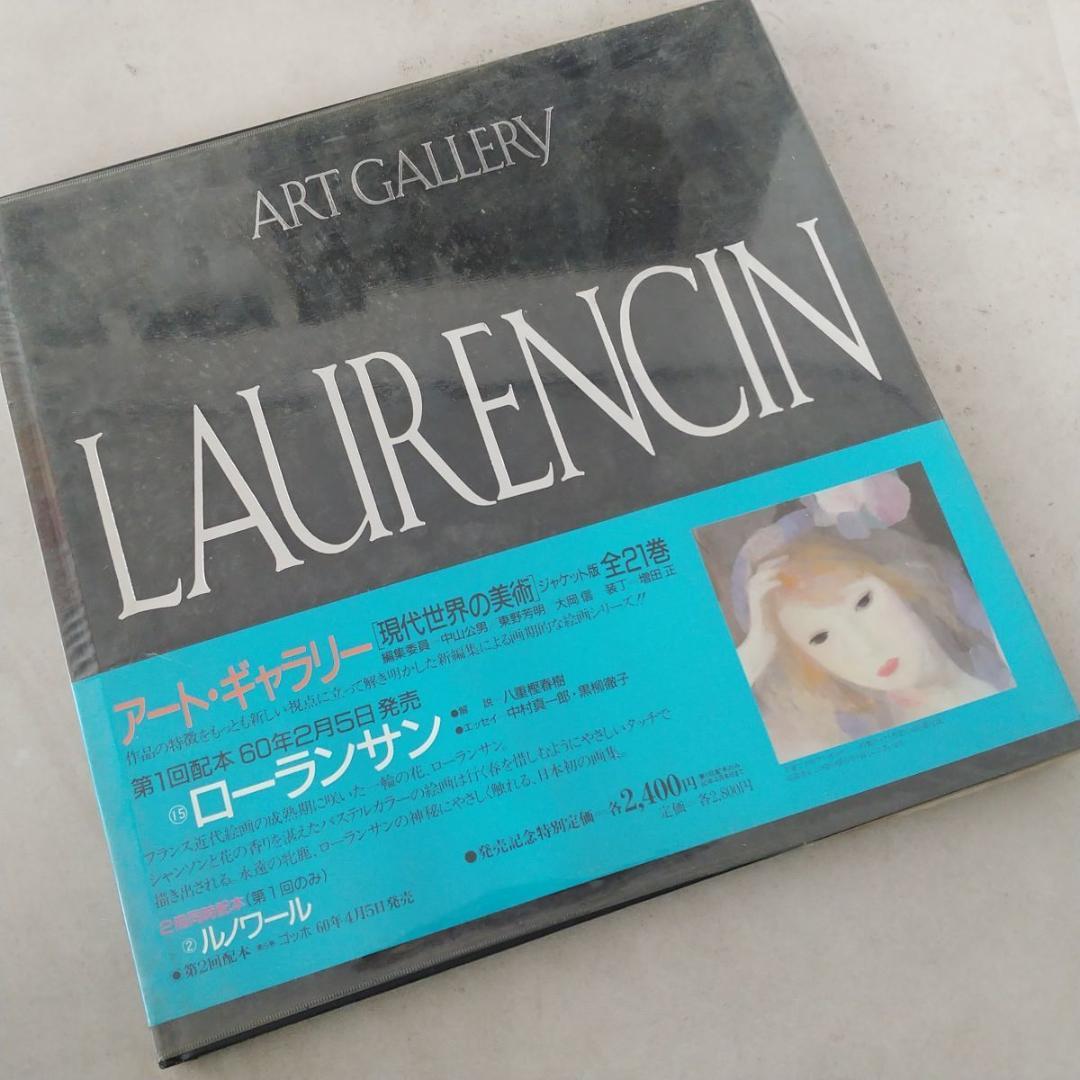 ART GALLERY
LAURENCIN
アート・ギャラリー[現代世界の美術]ジャケット版 全21巻
編集委員─中山公男 東野芳明 大岡信 装丁─増田正
作品の特徴をもっとも新しい視点に立って解き明かした新編集による画期的な絵画シリーズ!!
第1回配本 60年2月5日発売
⑮ローランサン
●解説─八重樫春樹
●エッセイ─中村真一郎・黒柳徹子
フランス近代絵画の成熟期に咲いた一輪の花、ローランサン。
シャンソンと花の香りを湛えたパステルカラーの絵画は行く春を惜しむようにやさしいタッチで
描き出される。永遠の牝鹿、ローランサンの神秘にやさしく触れる、日本初の画集。
2冊同時配本(第1回のみ)
②ルノワール
●第2回配本 ゴッホ 60年4月5日発売
●発売記念特別定価─各2,400円
定価─各2,800円